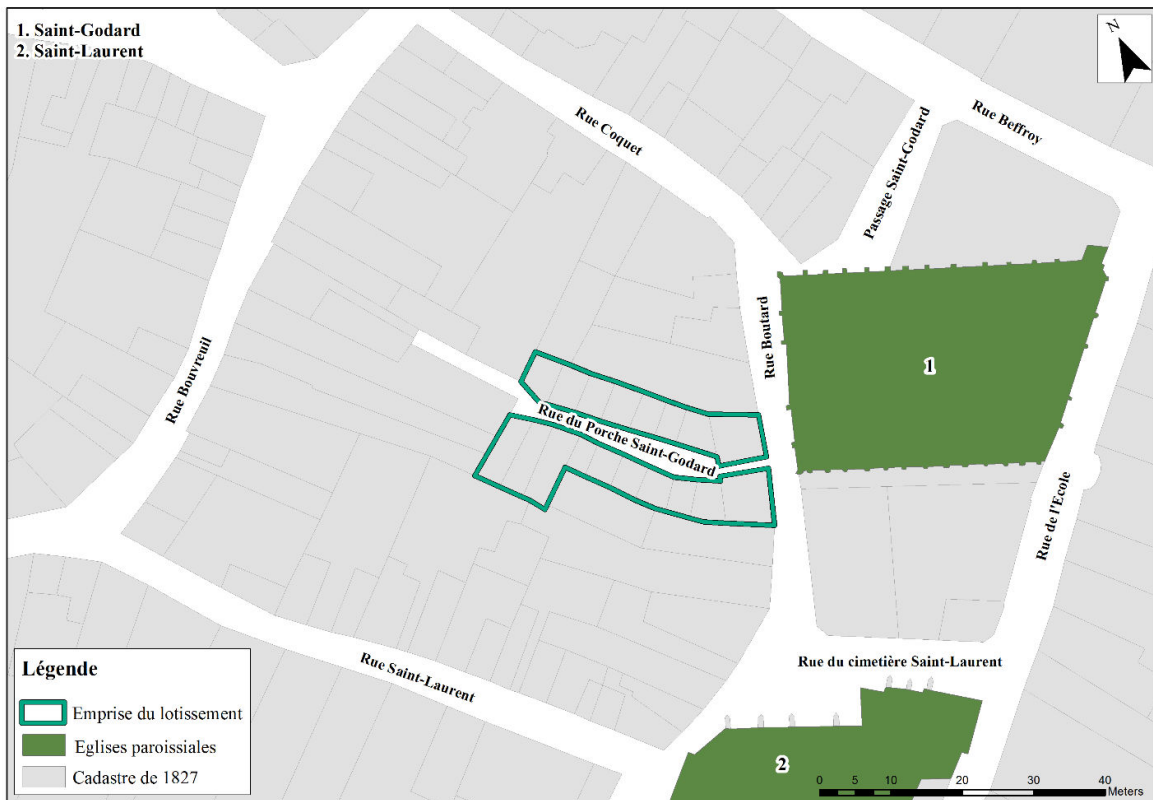 1. Saint-Godard
2. Saint-Laurent
N
Rue Coquet
Rue Beffroy
Passage Saint-Godard
Rue Bouvreuil
Rue Boutard
1
Rue du Porche Saint-Godard
Rue de l'Ecole
Rue du cimetière Saint-Laurent
Rue Saint-Laurent
2
Légende
Emprise du lotissement
Eglises paroissiales
Cadastre de 1827
0 5 10 20 30 40
Meters